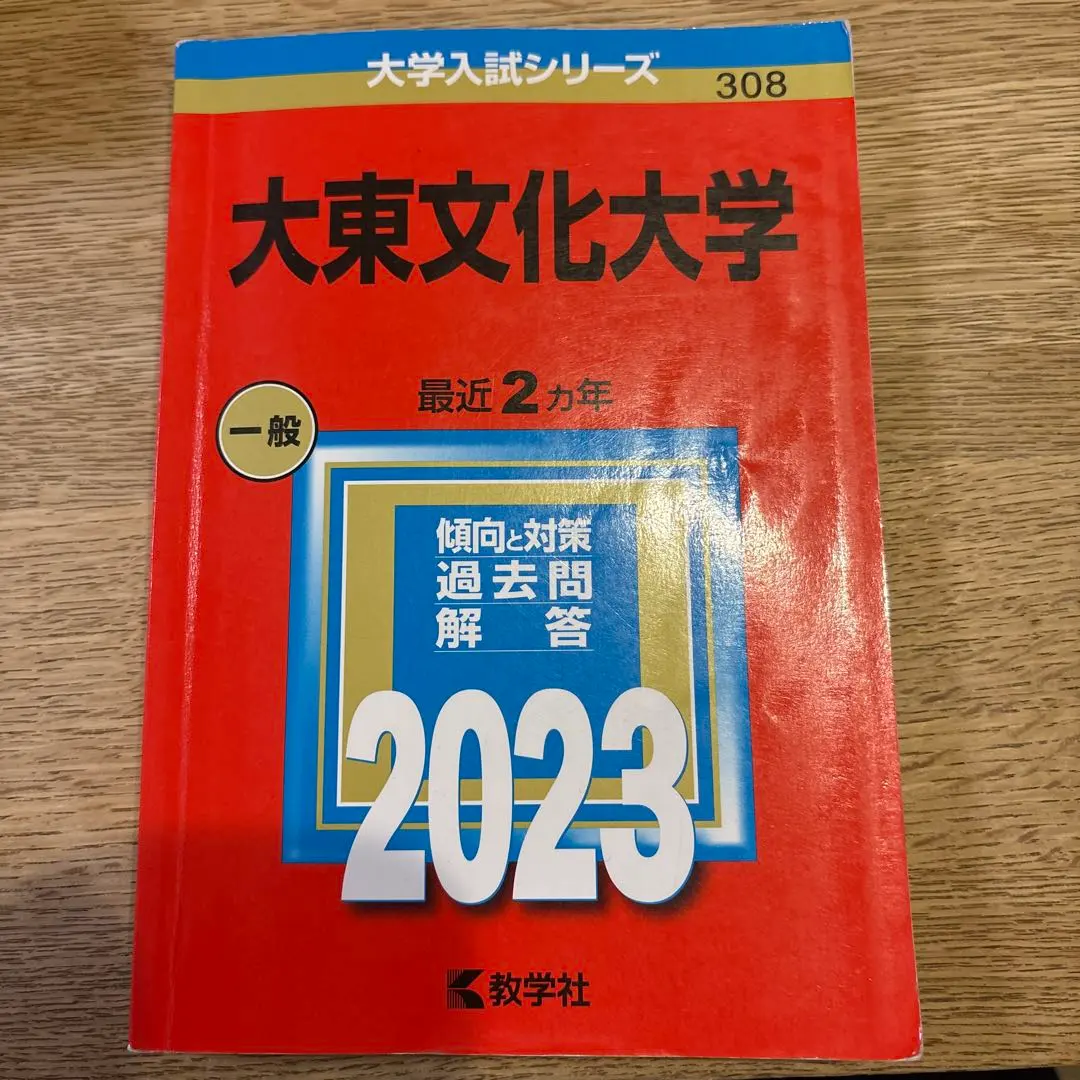 大学入試シリーズ
308
大東文化大学
最近2ヵ年
一般
傾向と対策
過去問
解答
2023
教学社